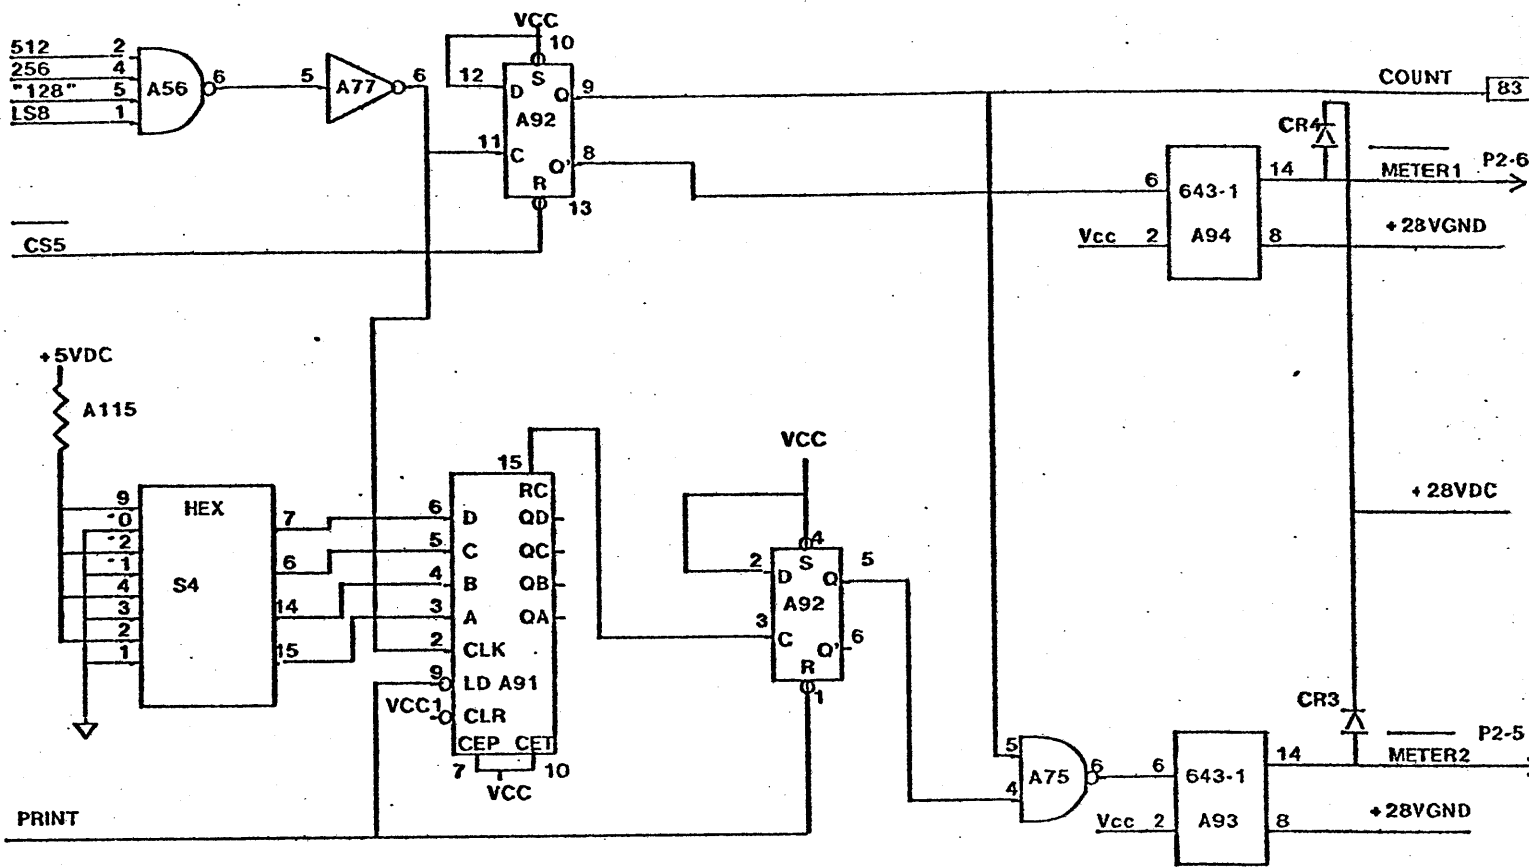 VCC
10
512 2
256 4
"128" 5
LS8 1
A56
6
5
A77
6
12
D
S
Q
9
A92
11
C
Q'
8
R
13
CS5
COUNT
83
CR4
METER1
P2-6
6
643-1
14
Vcc
2
A94
8
+28VGND
+5VDC
A115
+28VDC
9
0
2
1
4
3
2
1
HEX
S4
7
6
14
15
15
RC
6
D
QD
5
C
QC
4
B
QB
3
A
QA
2
CLK
9
LD A91
VCC1
CLR
CEP CET
7
10
VCC
VCC
4
S
2
D
Q
5
A92
3
C
Q'
6
R
1
PRINT
5
4
A75
6
6
643-1
14
CR3
METER2
P2-5
Vcc
2
A93
8
+28VGND